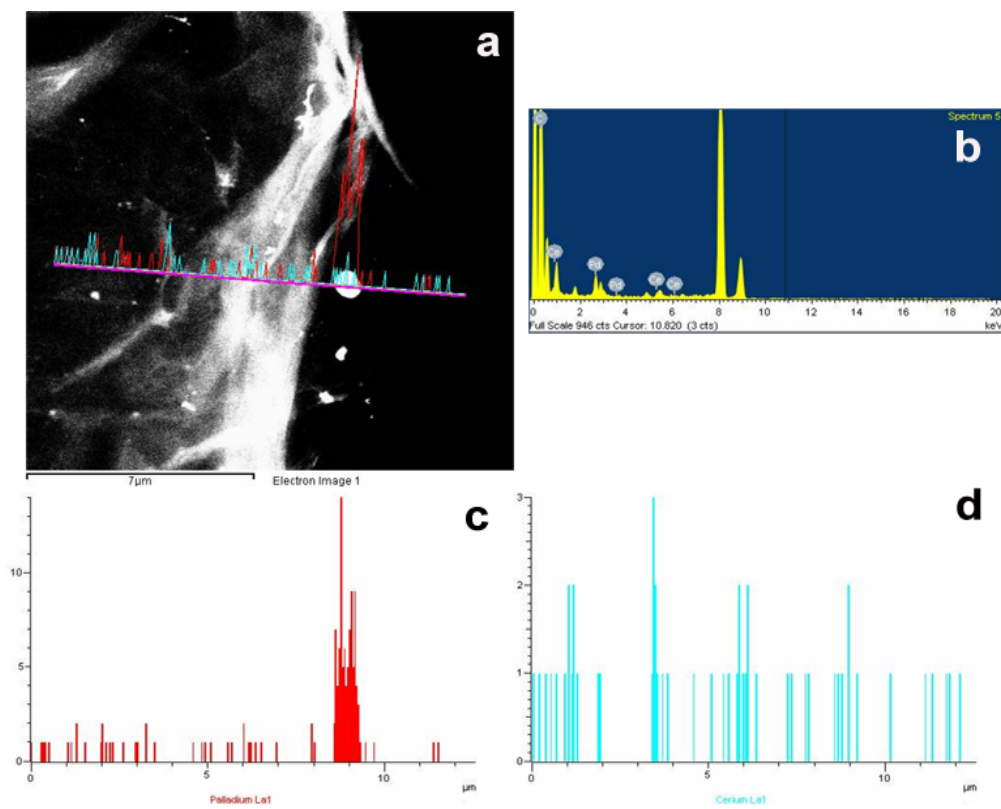 a
7µm Electron Image 1
Spectrum 5
b
C
Ce Pd Pd Ce Ce
0 2 4 6 8 10 12 14 16 18 20
Full Scale 946 cts Cursor: 10.820 (3 cts) keV
c
10
5
0
0 5 10 µm
Palladium La1
d
3
2
1
0
0 5 10 µm
Cerium La1